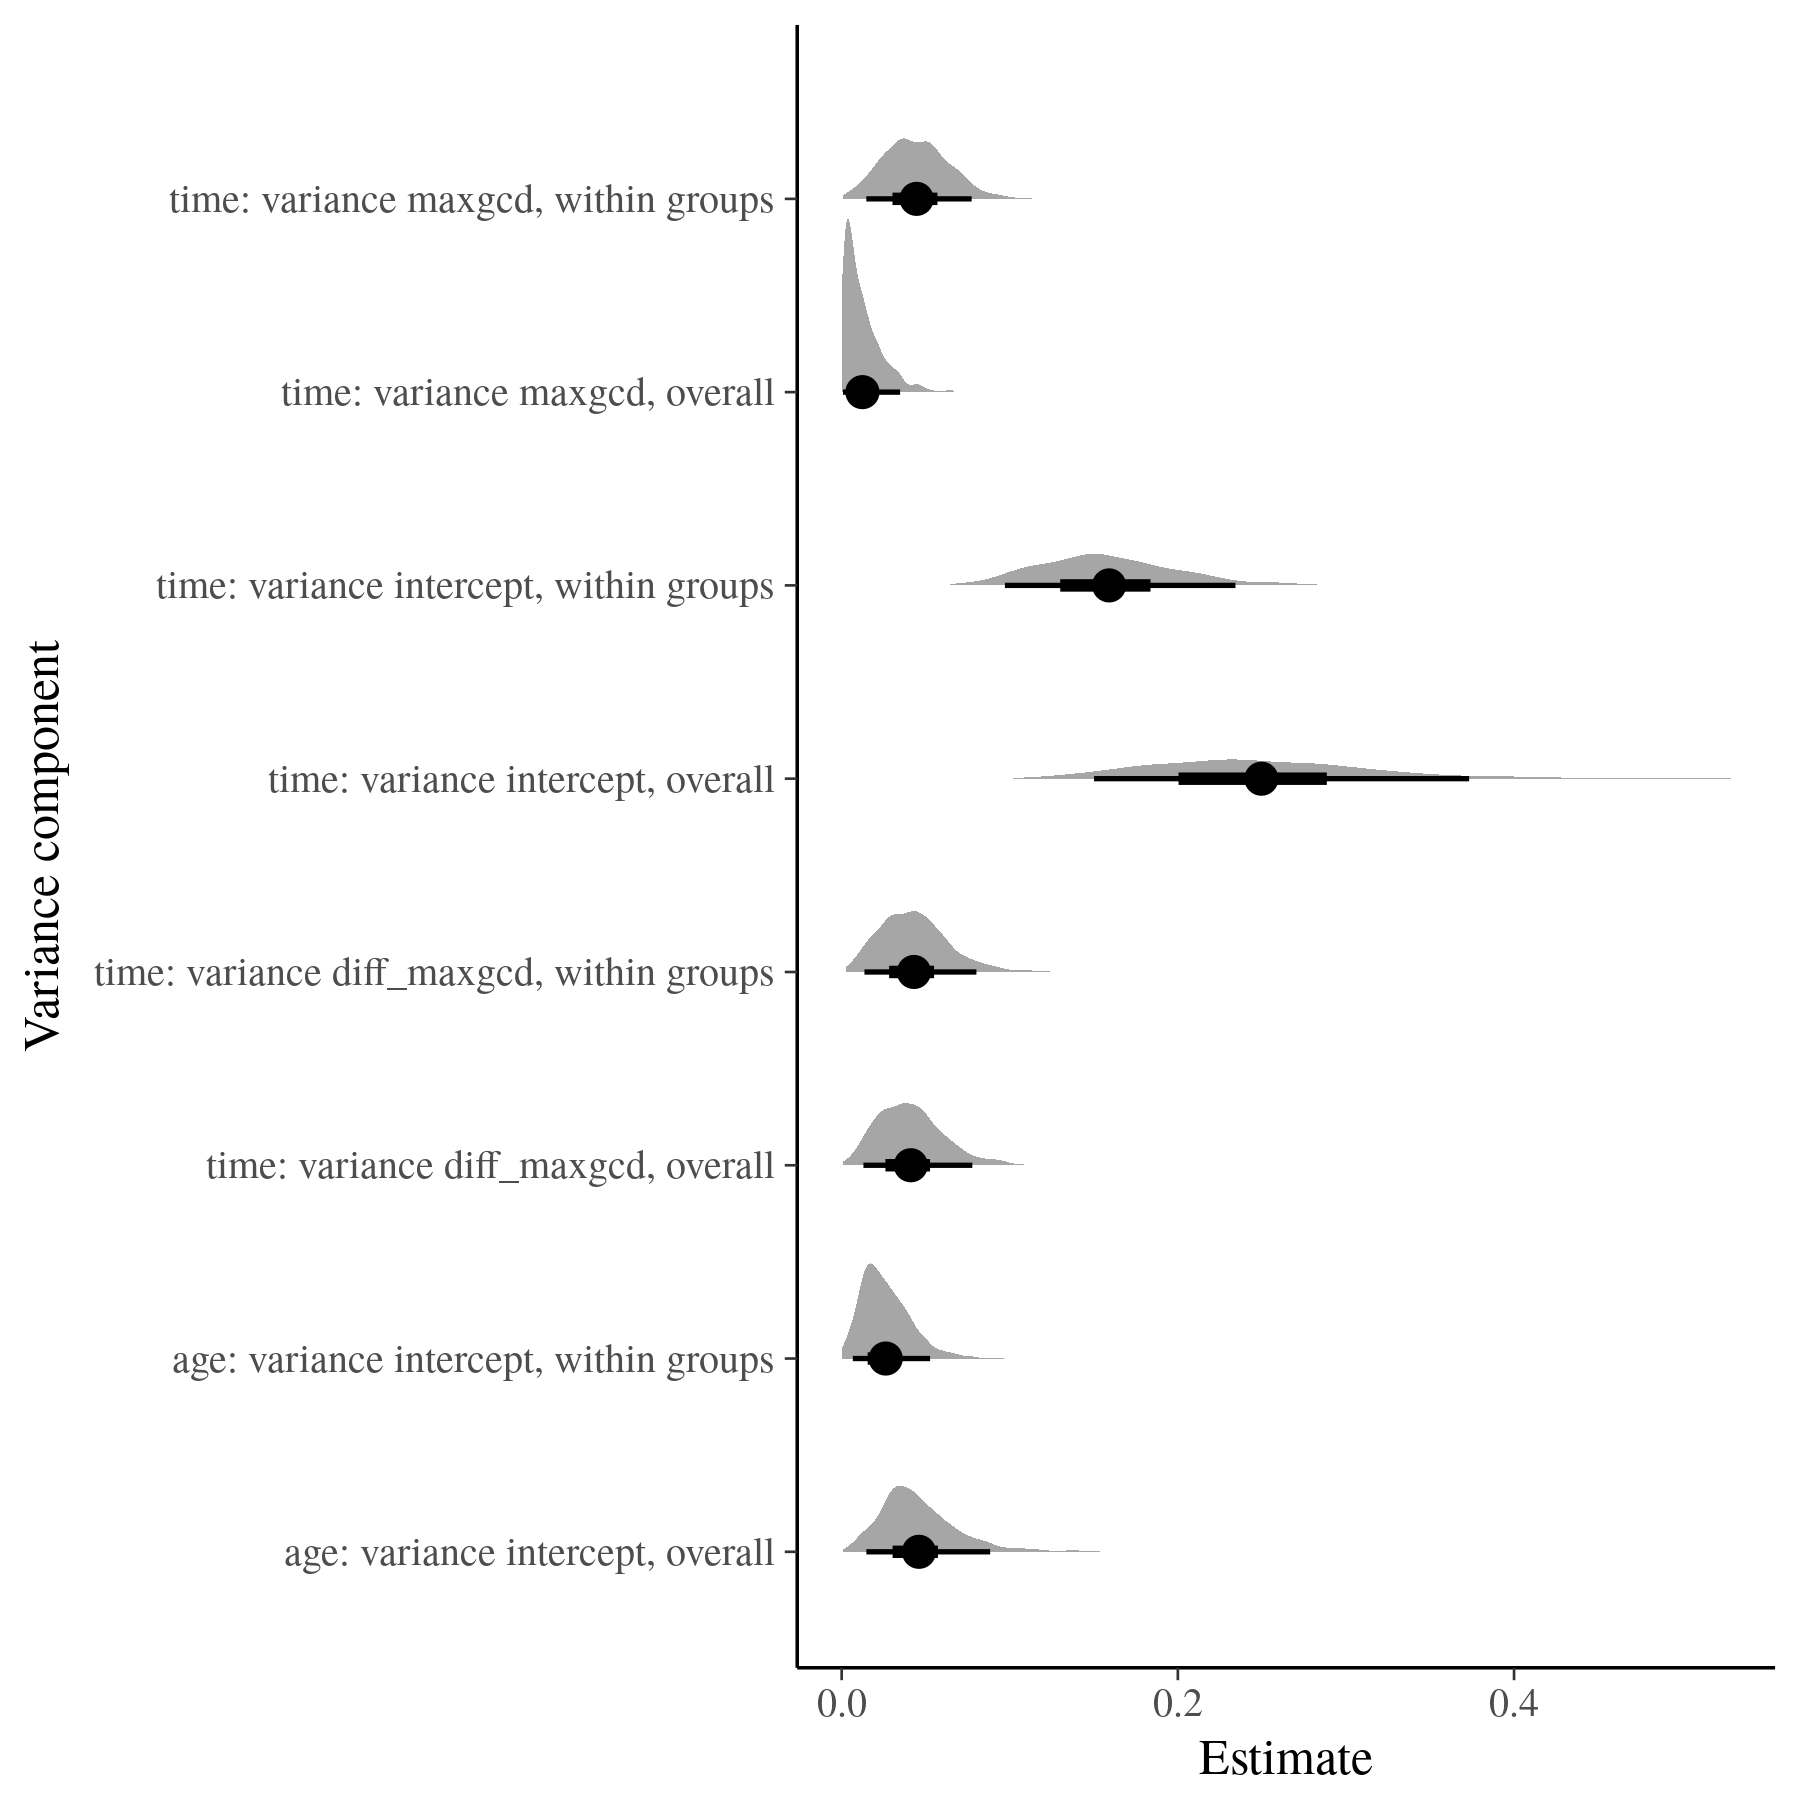 time: variance maxgcd, within groups
time: variance maxgcd, overall
time: variance intercept, within groups
time: variance intercept, overall
time: variance diff_maxgcd, within groups
time: variance diff_maxgcd, overall
age: variance intercept, within groups
age: variance intercept, overall
Variance component
0.0 0.2 0.4
Estimate